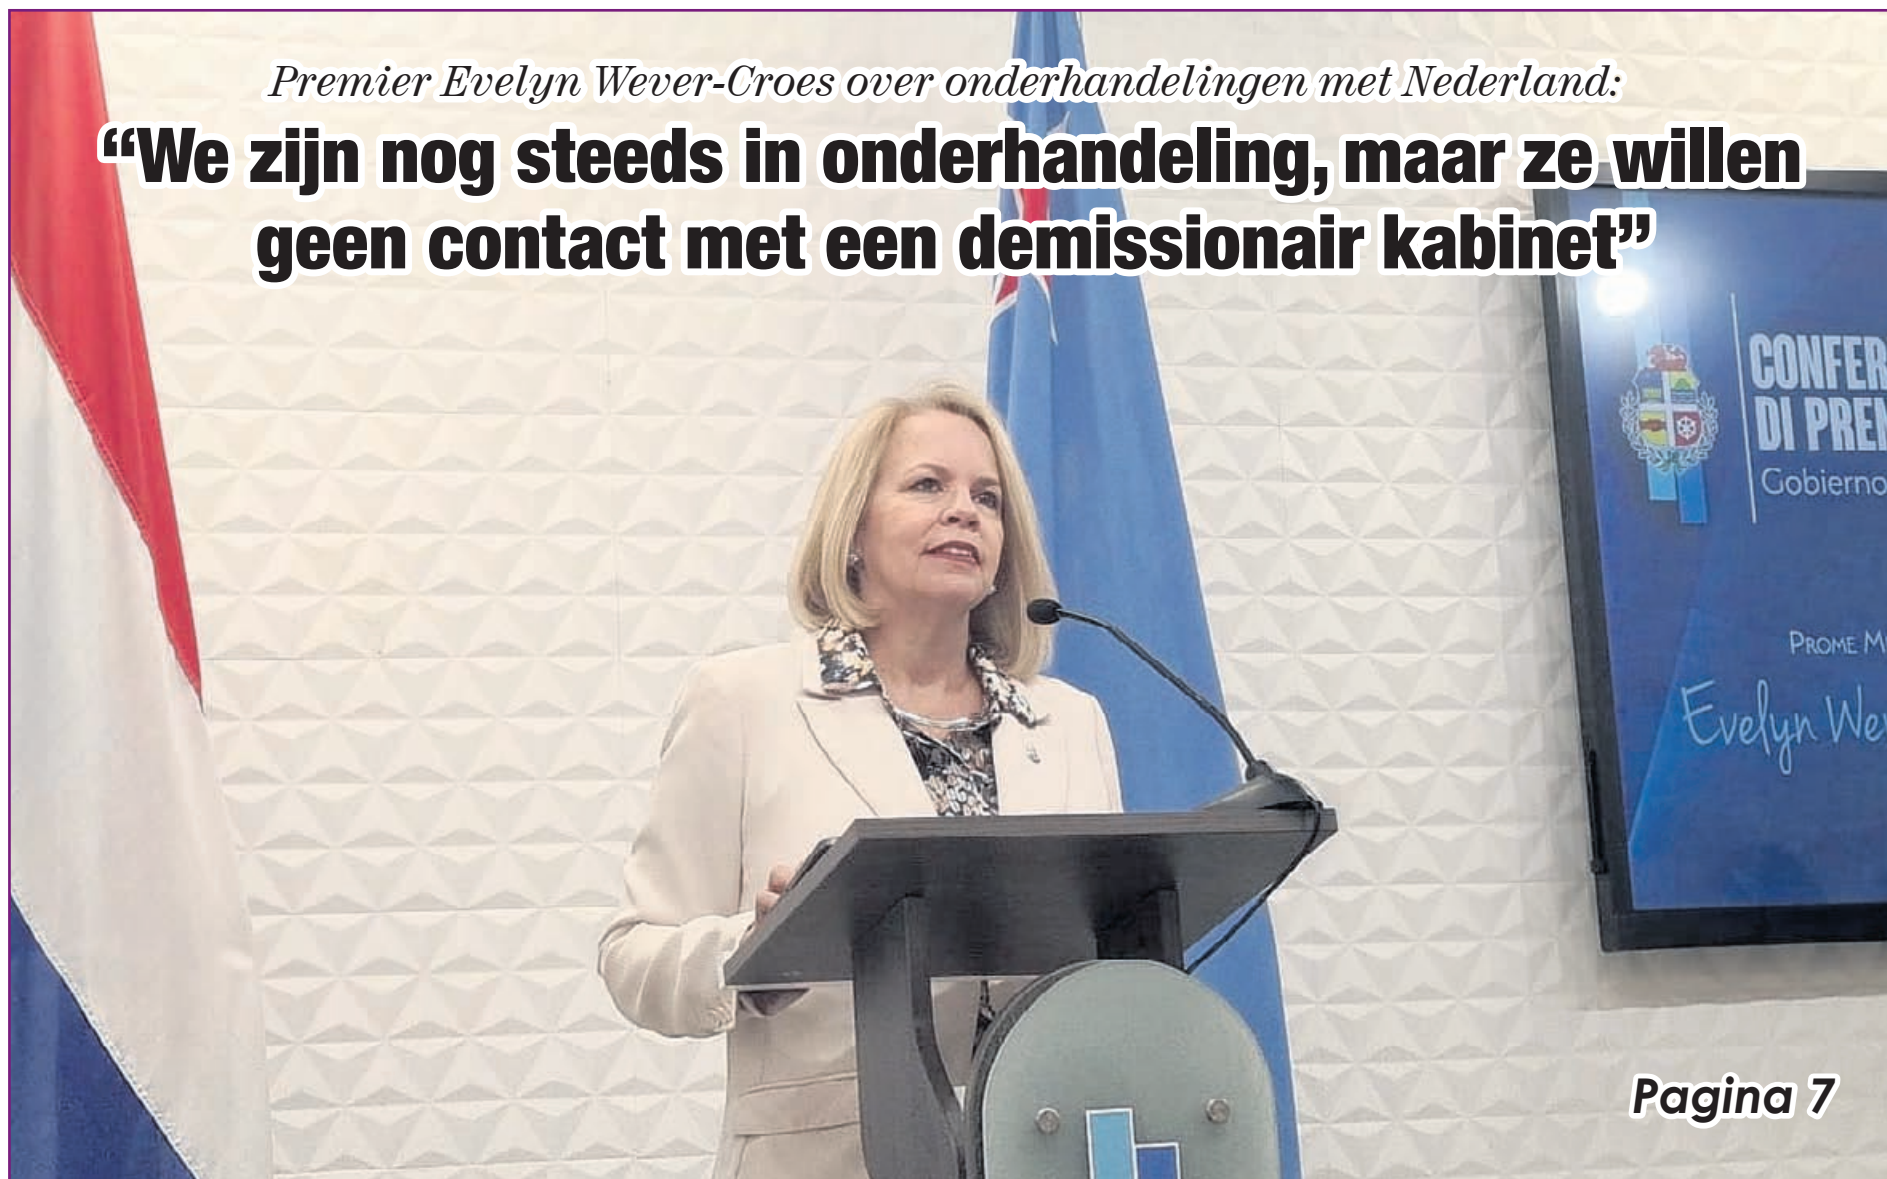 Premier Evelyn Wever-Croes over onderhandelingen met Nederland:
“We zijn nog steeds in onderhandeling, maar ze willen
geen contact met een demissionair kabinet”
CONFER
DI PREN
Gobierno
PROME M
Evelyn We
Pagina 7